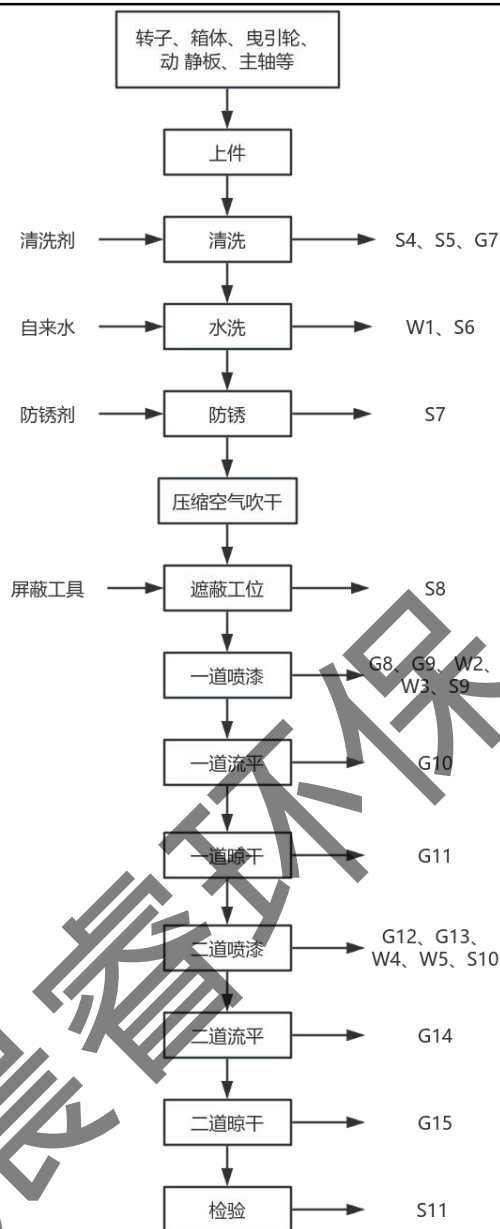 转子、箱体、曳引轮、
动 静板、主轴等
上件
清洗剂
清洗
S4、S5、G7
自来水
水洗
W1、S6
防锈剂
防锈
S7
压缩空气吹干
屏蔽工具
遮蔽工位
S8
一道喷漆
G8、G9、W2、
W3、S9
一道流平
G10
一道晾干
G11
二道喷漆
G12、G13、
W4、W5、S10
二道流平
G14
二道晾干
G15
检验
S11
晨睿环保